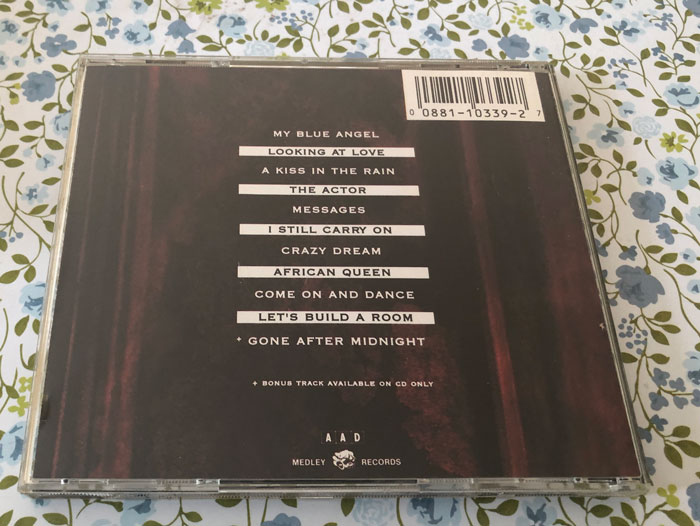 0 0881-10339-2 7
MY BLUE ANGEL
LOOKING AT LOVE
A KISS IN THE RAIN
THE ACTOR
MESSAGES
I STILL CARRY ON
CRAZY DREAM
AFRICAN QUEEN
COME ON AND DANCE
LET'S BUILD A ROOM
+ GONE AFTER MIDNIGHT
+ BONUS TRACK AVAILABLE ON CD ONLY
A A D
MEDLEY RECORDS